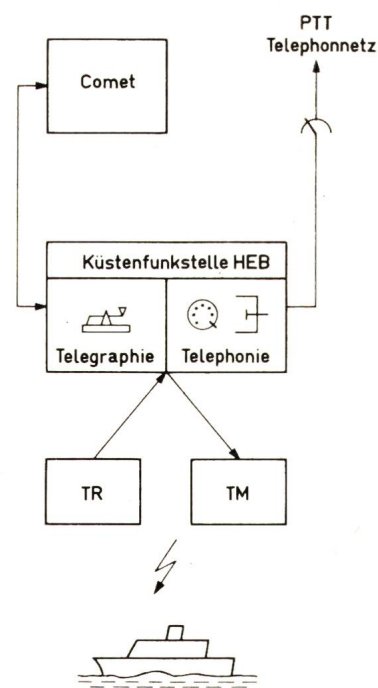 PTT
Telephonnetz
Comet
Küstenfunkstelle HEB
Telegraphie
Telephonie
TR
TM